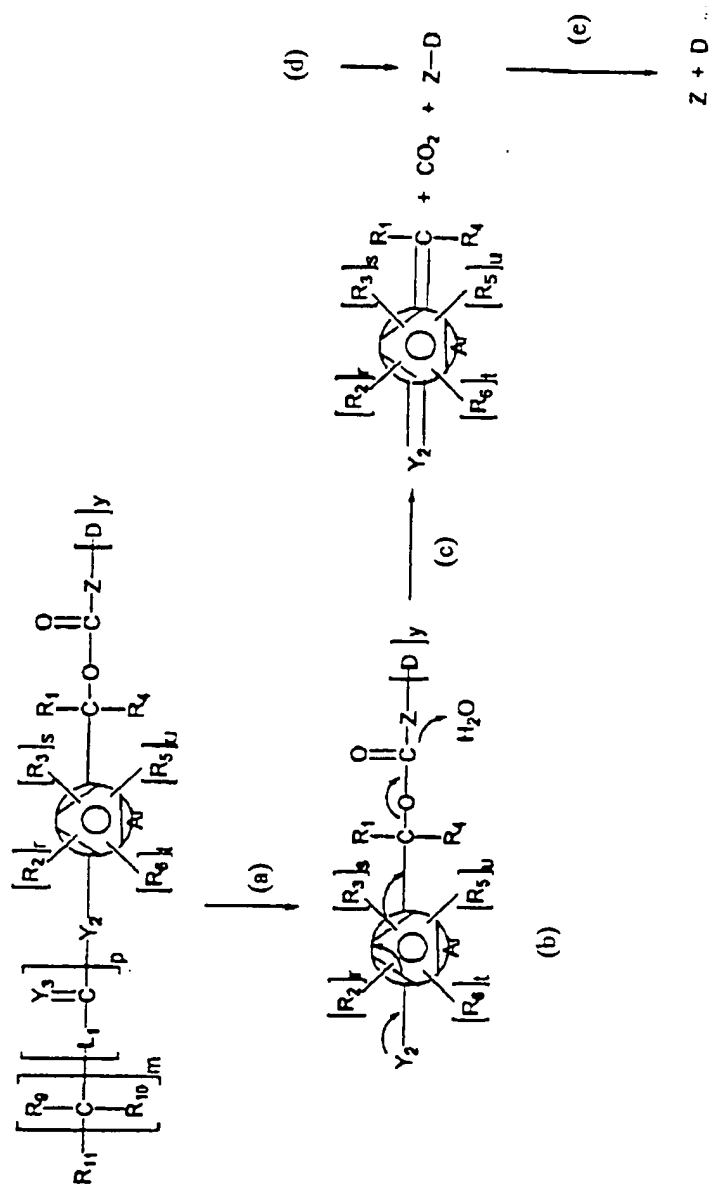 [R₂]r [R₃]s R₁ O
R₉ Y₃
R₁₁ [C]m [L₁ C]p Y₂ Ar C-O-C-Z [D]y
R₁₀ [R₆]t [R₅]u R₄
(a)
[R₂]r [R₃]s R₁ O
Y₂ Ar C-O-C-Z [D]y
[R₆]t [R₅]u R₄ H₂O
(b)
(c)
[R₂]r [R₃]s R₁
Y₂ Ar C + CO₂ + Z-D
[R₆]t [R₅]u R₄
(d)
(e)
Z + D